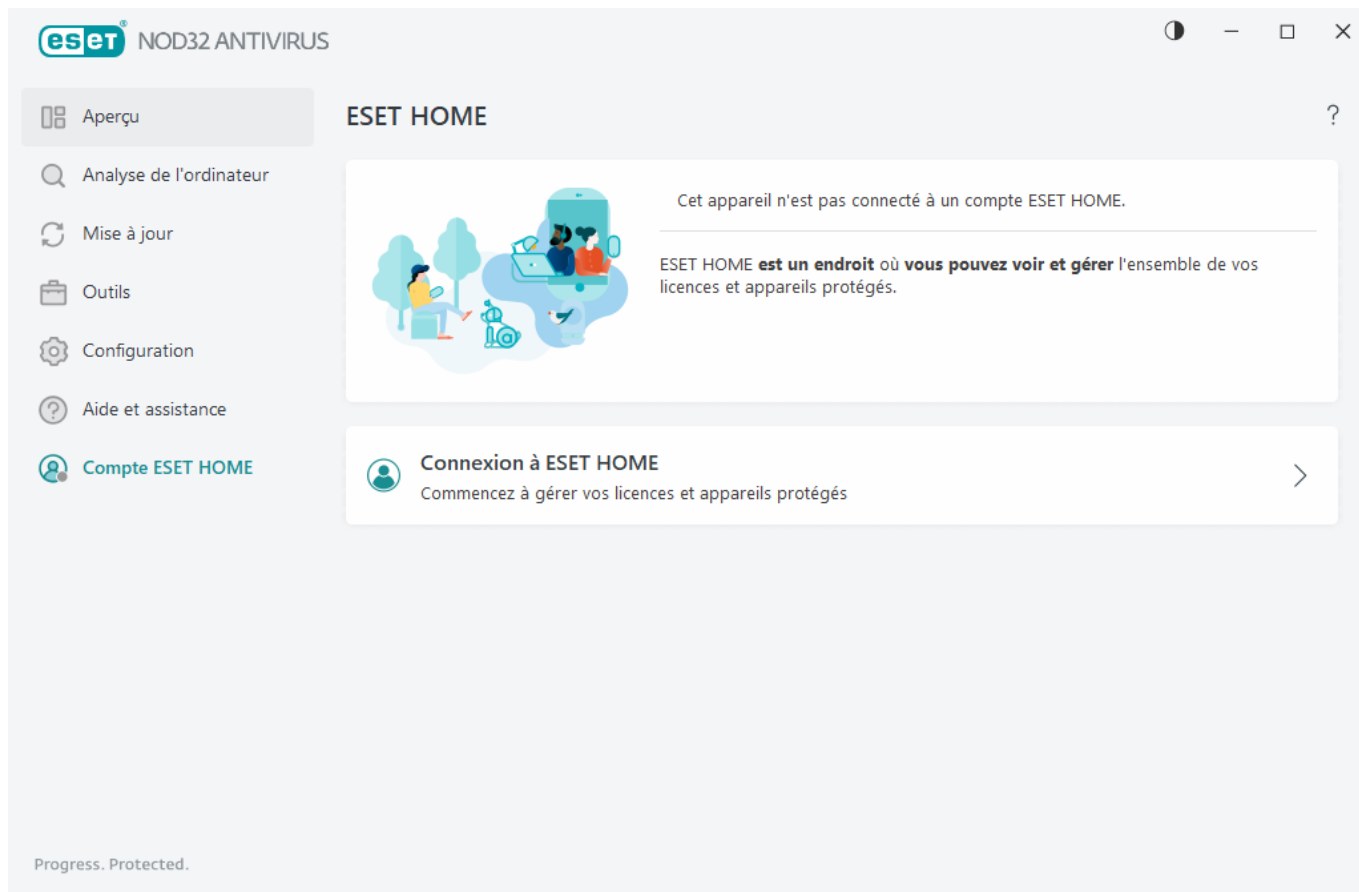 eset® NOD32 ANTIVIRUS
Aperçu
Analyse de l'ordinateur
Mise à jour
Outils
Configuration
Aide et assistance
Compte ESET HOME
ESET HOME
?
Cet appareil n'est pas connecté à un compte ESET HOME.
ESET HOME est un endroit où vous pouvez voir et gérer l'ensemble de vos
licences et appareils protégés.
Connexion à ESET HOME
Commencez à gérer vos licences et appareils protégés
Progress. Protected.